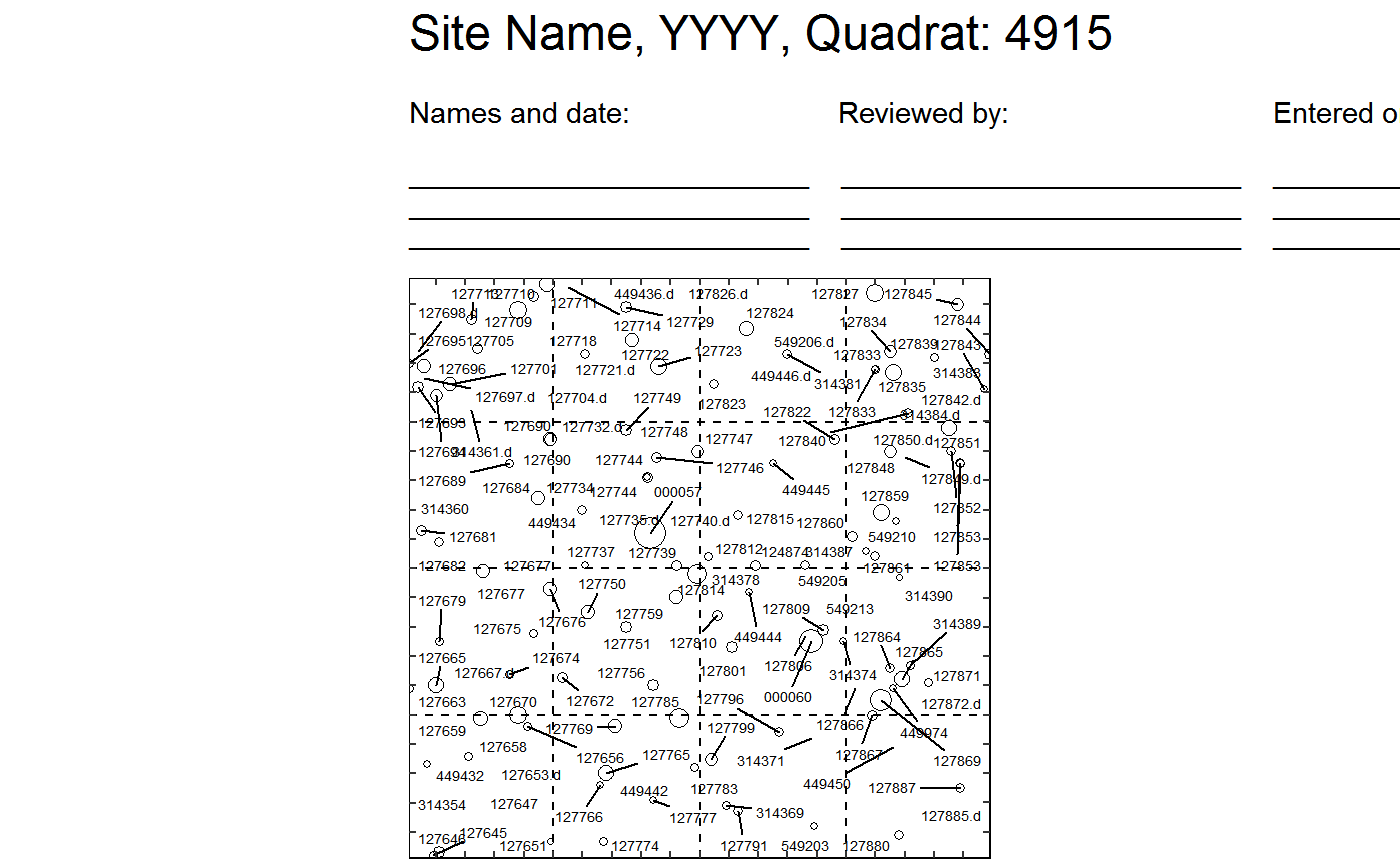 Site Name, YYYY, Quadrat: 4915
Names and date: Reviewed by: Entered o
127710 127711 449436.d 127826.d 127827 127845
127698.d 127709 127714 127729 127824 127834 127844
127695 127705 127718 127722 127723 549206.d 127833 127839 127843
127696 127701 127721.d 449446.d 314381 127835 314383
127697.d 127704.d 127749 127823 127822 127833 127842.d
127693 127690 127732.d 127748 127747 127840 314384.d 127850.d 127851
314361.d 127690 127744 127746 127848
127689 127684 127734 127744 000057 449445 127859 127849.d
314360 449434 127735.d 127740.d 127815 127860 127852
127681 127737 127739 127812 124874 314387 549210 127853
127682 127677 127861 127853
127677 127750 127814 314378 549205 314390
127679 127676 127759 127809 549213 314389
127675 127751 127810 449444 127864
127665 127667.d 127674 127756 127801 127806 314374 127865 127871
127663 127670 127672 127785 127796 000060 127872.d
127659 127769 127799 127866 449974
127658 127656 127765 314371 127867 127869
449432 127653.d 449442 127783 449450 127887
314354 127647 127766 127777 314369 127885.d
127646 127645 127651 127774 127791 549203 127880